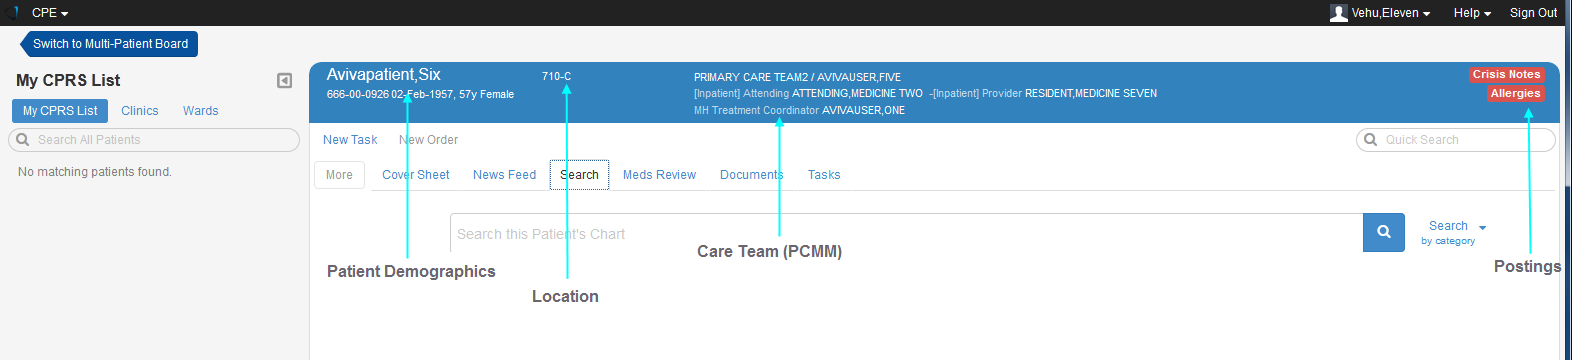 CPE
Vehu,Eleven Help Sign Out
Switch to Multi-Patient Board
My CPRS List
My CPRS List Clinics Wards
Search All Patients
No matching patients found.
Avivapatient,Six
666-00-0926 02-Feb-1957, 57y Female
710-C
PRIMARY CARE TEAM2 / AVIVAUSER,FIVE
[Inpatient] Attending ATTENDING,MEDICINE TWO -[Inpatient] Provider RESIDENT,MEDICINE SEVEN
MH Treatment Coordinator AVIVAUSER,ONE
Crisis Notes
Allergies
New Task New Order
Quick Search
More Cover Sheet News Feed Search Meds Review Documents Tasks
Search this Patient's Chart
Search
by category
Patient Demographics
Location
Care Team (PCMM)
Postings